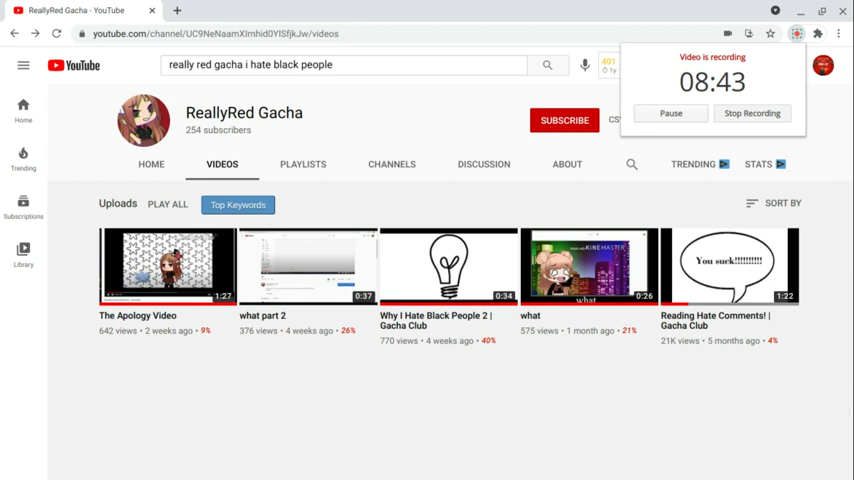 ReallyRed Gacha - YouTube
youtube.com/channel/UC9NeNaamXImhid0YlSfjkJw/videos
Video is recording
08:43
Pause
Stop Recording
YouTube
really red gacha i hate black people
401
1y
ReallyRed Gacha
254 subscribers
SUBSCRIBE
HOME
VIDEOS
PLAYLISTS
CHANNELS
DISCUSSION
ABOUT
TRENDING
STATS
Home
Trending
Subscriptions
Library
Uploads
PLAY ALL
Top Keywords
SORT BY
1:27
0:37
0:34
KINEMASTER
what
0:26
You suck!!!!!!!!!!
1:22
The Apology Video
642 views • 2 weeks ago • 9%
what part 2
376 views • 4 weeks ago • 26%
Why I Hate Black People 2 |
Gacha Club
770 views • 4 weeks ago • 40%
what
575 views • 1 month ago • 21%
Reading Hate Comments! |
Gacha Club
21K views • 5 months ago • 4%